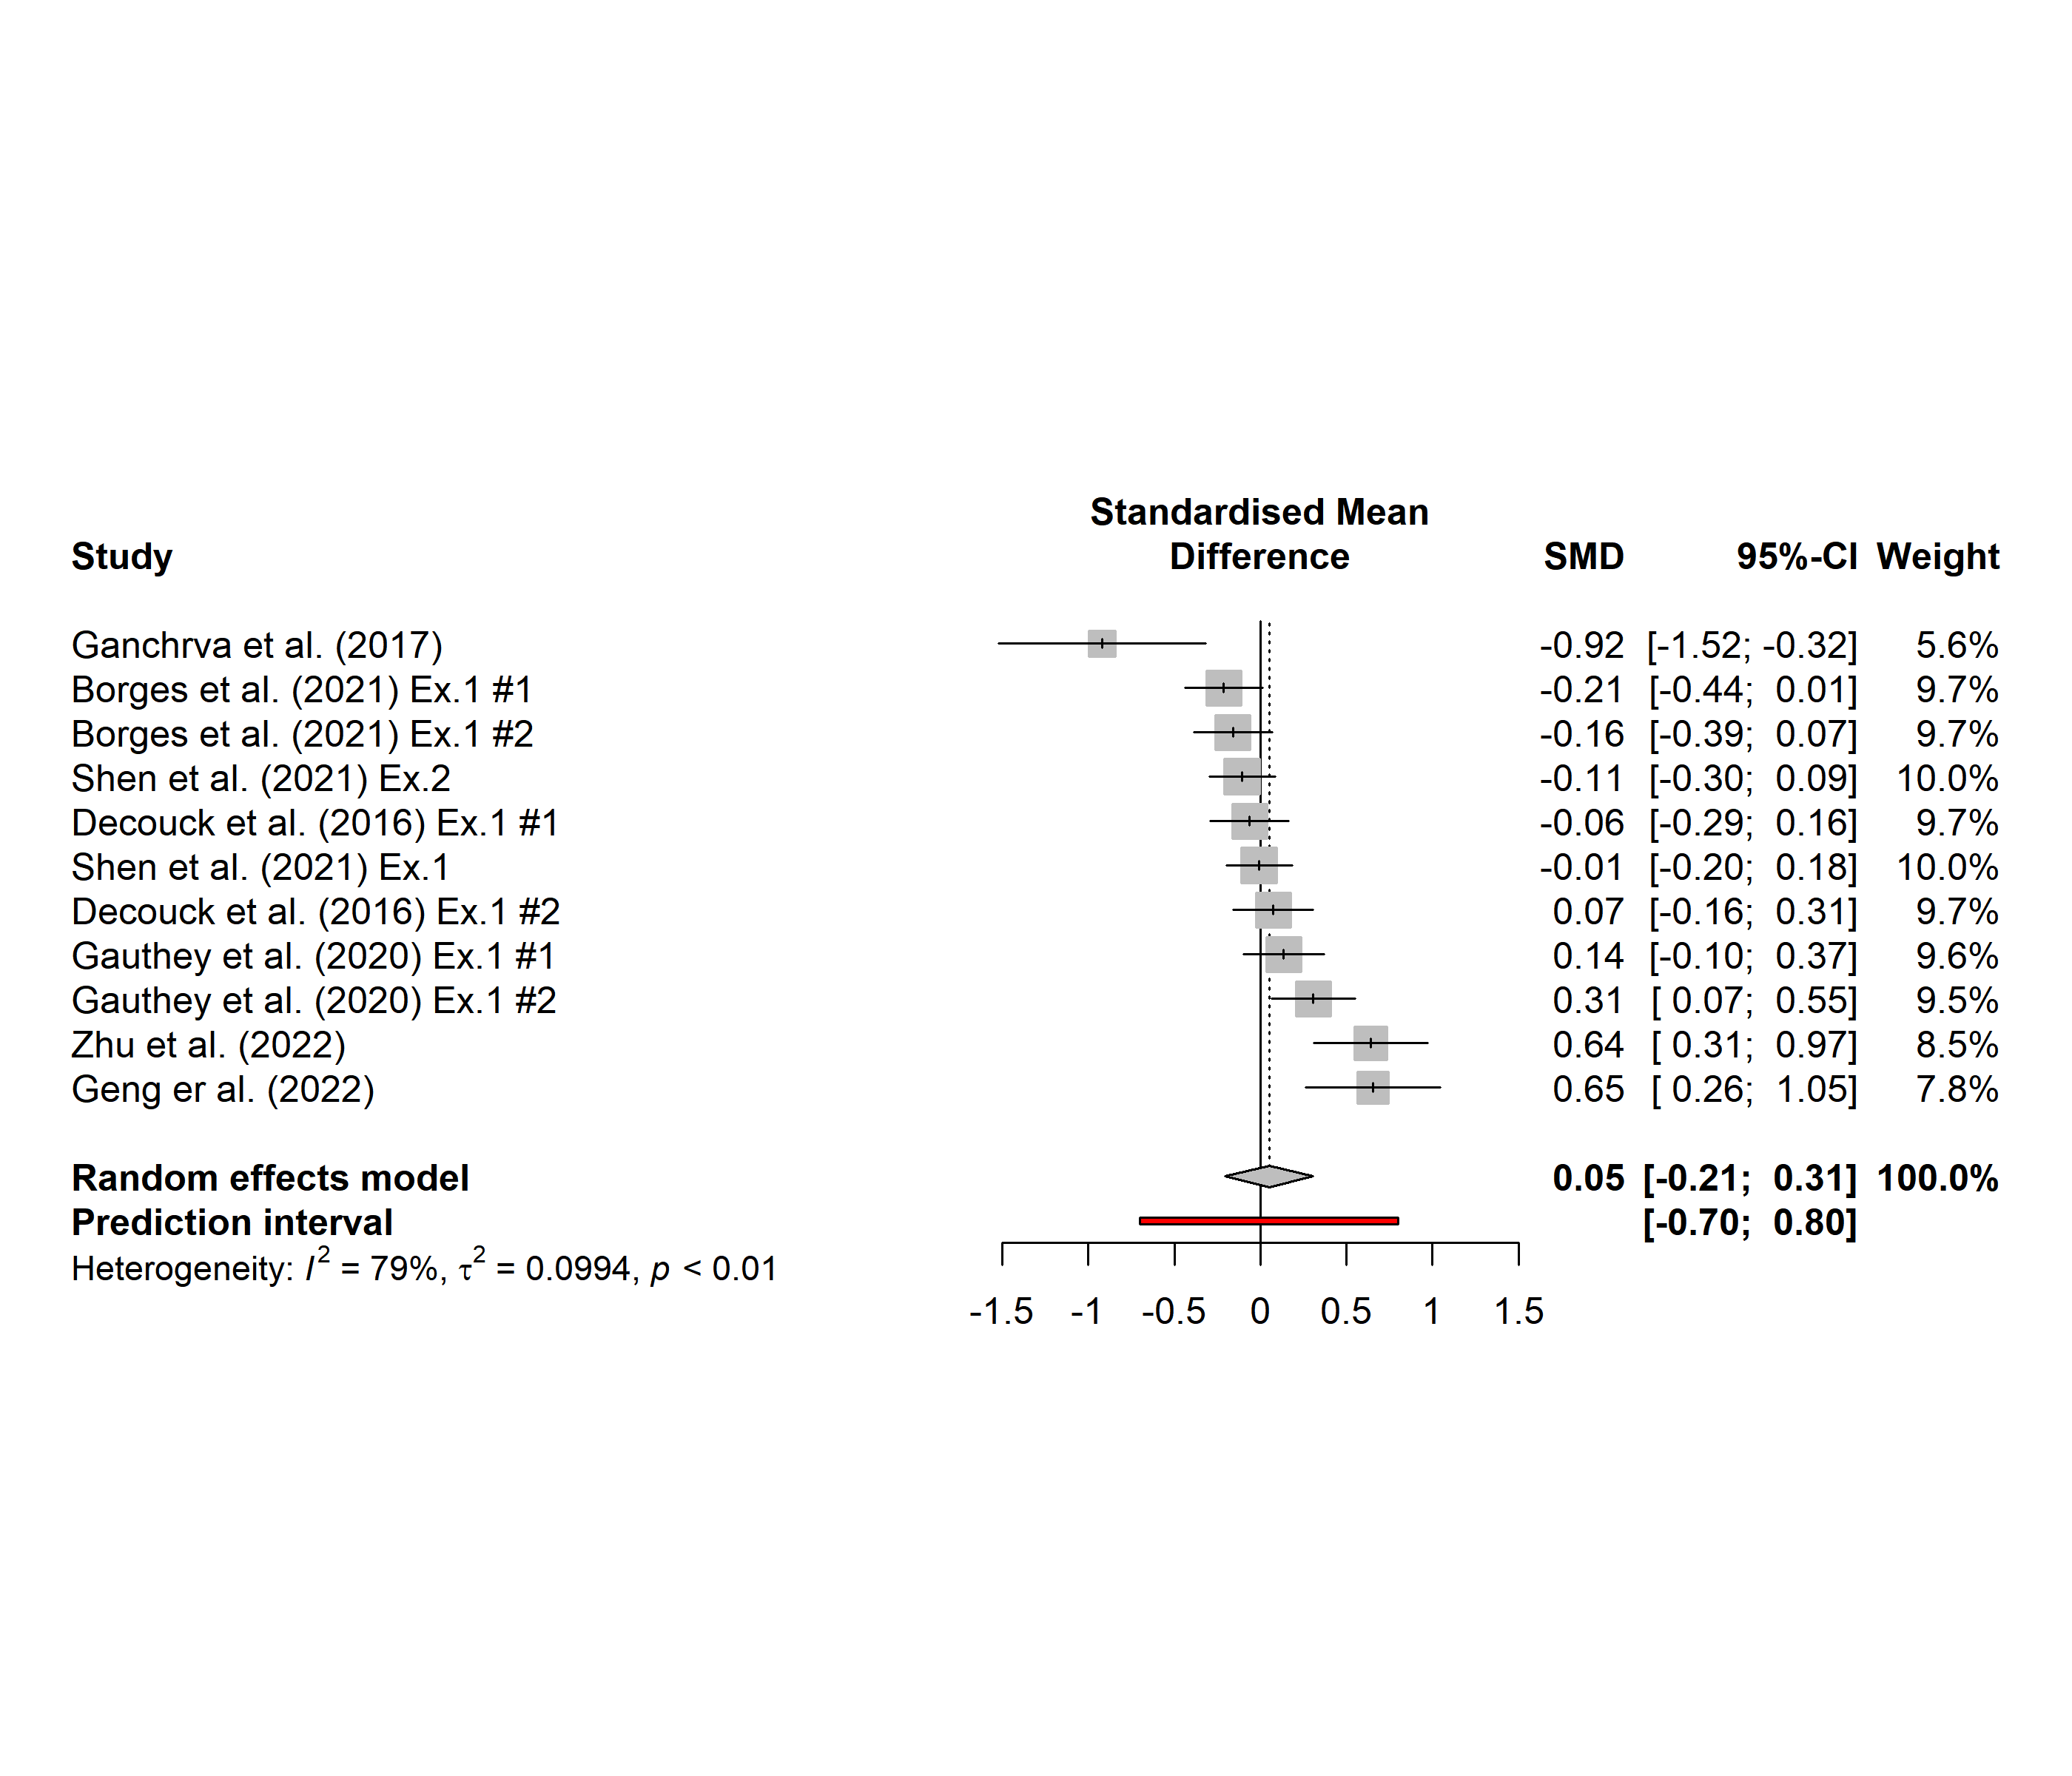 Standardised Mean
Study Difference SMD 95%-CI Weight
Ganchrva et al. (2017) -0.92 [-1.52; -0.32] 5.6%
Borges et al. (2021) Ex.1 #1 -0.21 [-0.44; 0.01] 9.7%
Borges et al. (2021) Ex.1 #2 -0.16 [-0.39; 0.07] 9.7%
Shen et al. (2021) Ex.2 -0.11 [-0.30; 0.09] 10.0%
Decouck et al. (2016) Ex.1 #1 -0.06 [-0.29; 0.16] 9.7%
Shen et al. (2021) Ex.1 -0.01 [-0.20; 0.18] 10.0%
Decouck et al. (2016) Ex.1 #2 0.07 [-0.16; 0.31] 9.7%
Gauthey et al. (2020) Ex.1 #1 0.14 [-0.10; 0.37] 9.6%
Gauthey et al. (2020) Ex.1 #2 0.31 [ 0.07; 0.55] 9.5%
Zhu et al. (2022) 0.64 [ 0.31; 0.97] 8.5%
Geng er al. (2022) 0.65 [ 0.26; 1.05] 7.8%
Random effects model 0.05 [-0.21; 0.31] 100.0%
Prediction interval [-0.70; 0.80]
Heterogeneity: I² = 79%, τ² = 0.0994, p < 0.01
-1.5 -1 -0.5 0 0.5 1 1.5